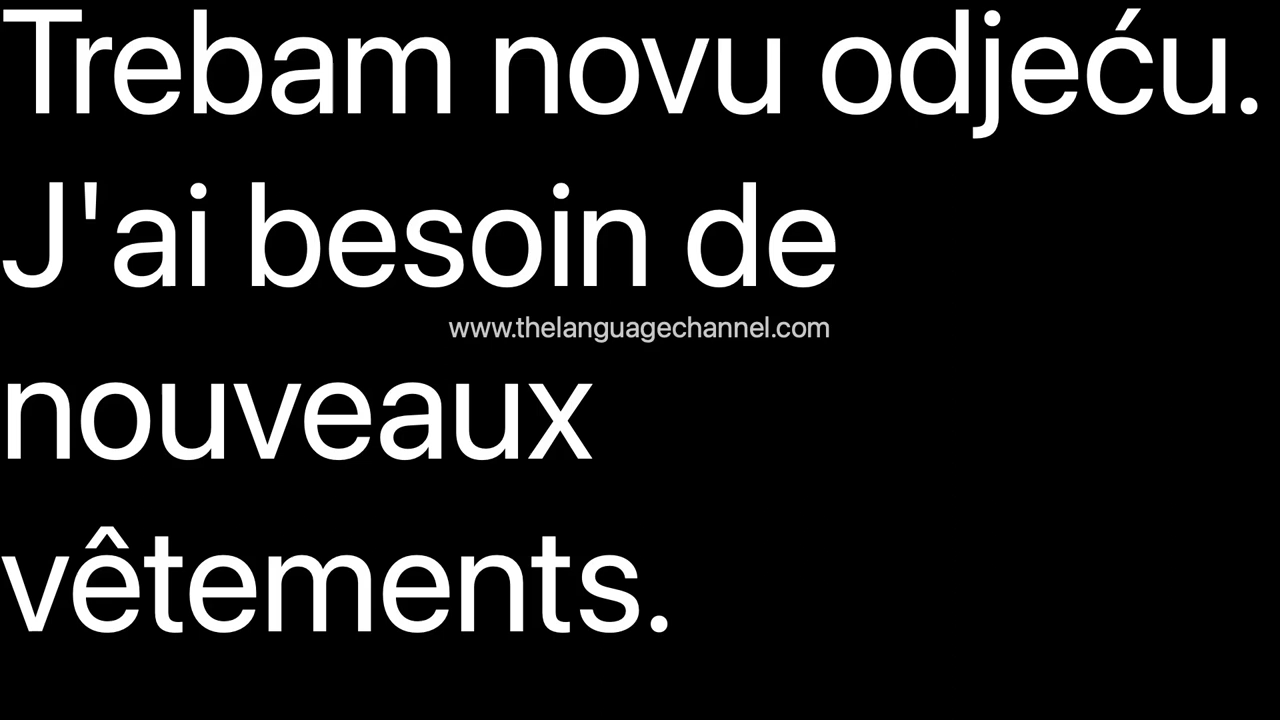 Trebam novu odjeću.
J'ai besoin de
www.thelanguagechannel.com
nouveaux
vêtements.